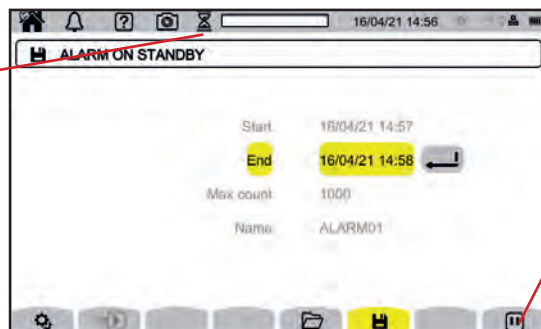 ? 16/04/21 14:56
ALARM ON STANDBY
Start 16/04/21 14:57
End 16/04/21 14:58
Max count 1000
Name ALARM01